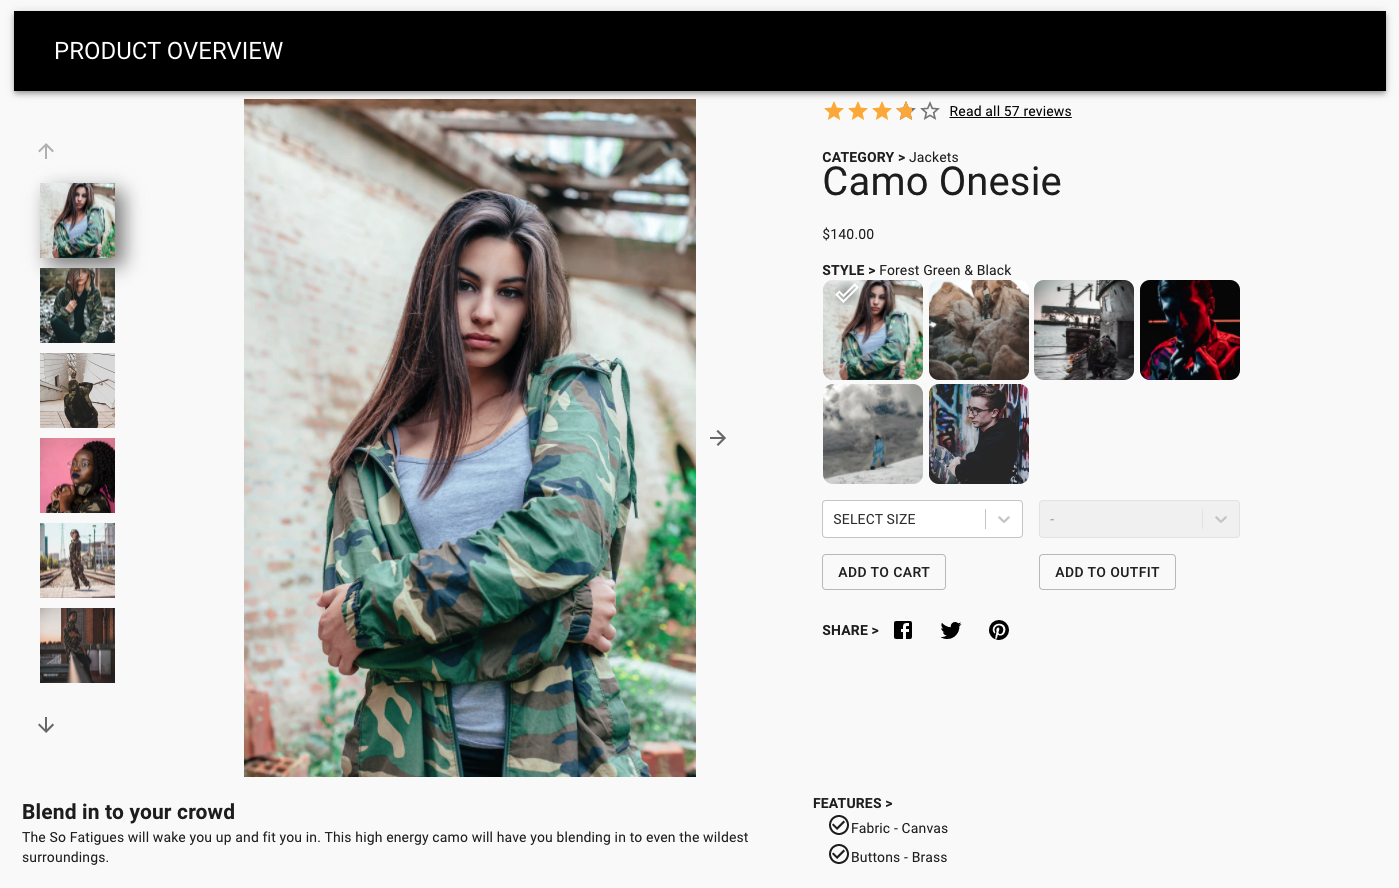 PRODUCT OVERVIEW
Read all 57 reviews
CATEGORY > Jackets
Camo Onesie
$140.00
STYLE > Forest Green & Black
SELECT SIZE
-
ADD TO CART
ADD TO OUTFIT
SHARE >
Blend in to your crowd
The So Fatigues will wake you up and fit you in. This high energy camo will have you blending in to even the wildest
surroundings.
FEATURES >
Fabric - Canvas
Buttons - Brass